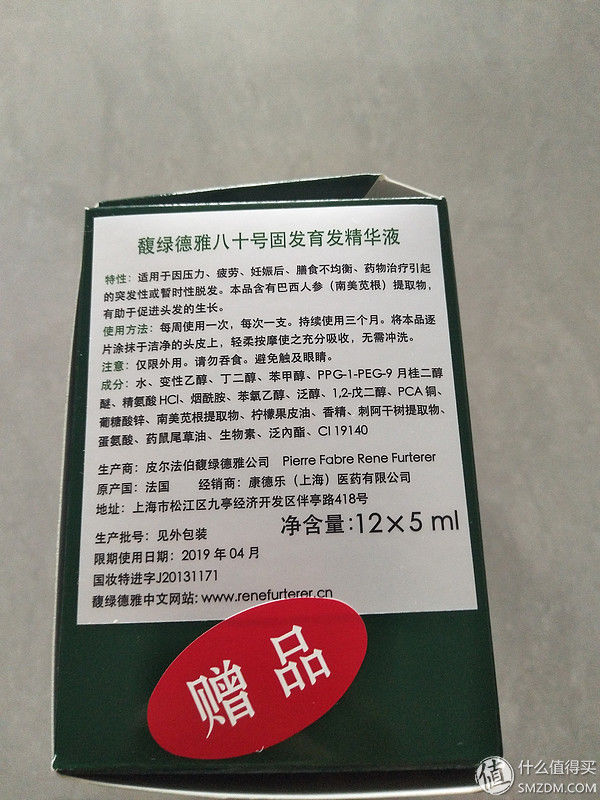 馥绿德雅八十号固发育发精华液
特性：适用于因压力、疲劳、妊娠后、膳食不均衡、药物治疗引起
的突发性或暂时性脱发。本品含有巴西人参（南美苋根）提取物，
有助于促进头发的生长。
使用方法：每周使用一次，每次一支。持续使用三个月。将本品逐
片涂抹于洁净的头皮上，轻柔按摩使之充分吸收，无需冲洗。
注意：仅限外用。请勿吞食。避免触及眼睛。
成分：水、变性乙醇、丁二醇、苯甲醇、PPG-1-PEG-9 月桂二醇
醚、精氨酸 HCl、烟酰胺、苯氧乙醇、泛醇、1,2-戊二醇、PCA 铜、
葡糖酸锌、南美苋根提取物、柠檬果皮油、香精、刺阿干树提取物、
蛋氨酸、药鼠尾草油、生物素、泛内酯、CI 19140
生产商：皮尔法伯馥绿德雅公司 Pierre Fabre Rene Furterer
原产国：法国 经销商：康德乐（上海）医药有限公司
地址：上海市松江区九亭经济开发区伴亭路418号
净含量:12×5 ml
生产批号：见外包装
限期使用日期：2019 年 04 月
国妆特进字J20131171
馥绿德雅中文网站: www.renefurterer.cn
赠品
值 什么值得买
SMZDM.COM